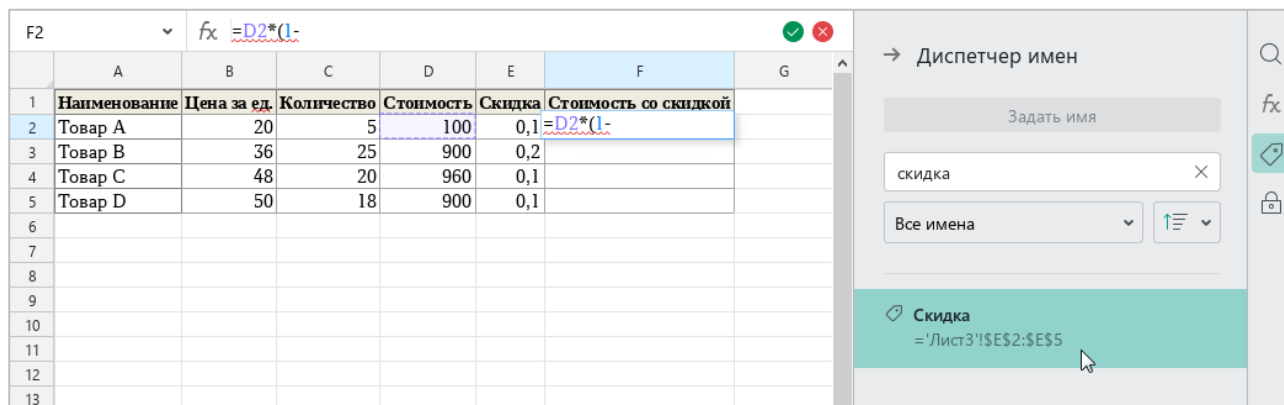 F2 fx =D2*(1-
A B C D E F G
1 Наименование Цена за ед. Количество Стоимость Скидка Стоимость со скидкой
2 Товар A 20 5 100 0,1 =D2*(1-
3 Товар B 36 25 900 0,2
4 Товар C 48 20 960 0,1
5 Товар D 50 18 900 0,1
6
7
8
9
10
11
12
13
Диспетчер имен
Задать имя
скидка
Все имена
Скидка
='Лист3'!$E$2:$E$5
fx